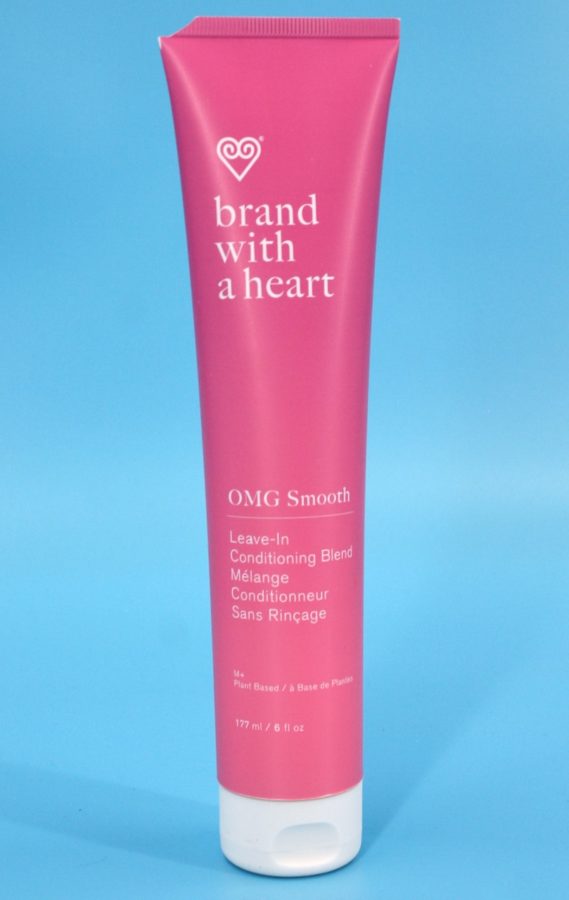 brand
with
a heart
OMG Smooth
Leave-In
Conditioning Blend
Mélange
Conditionneur
Sans Rinçage
M+
Plant Based / à Base de Plantes
177 ml / 6 fl oz